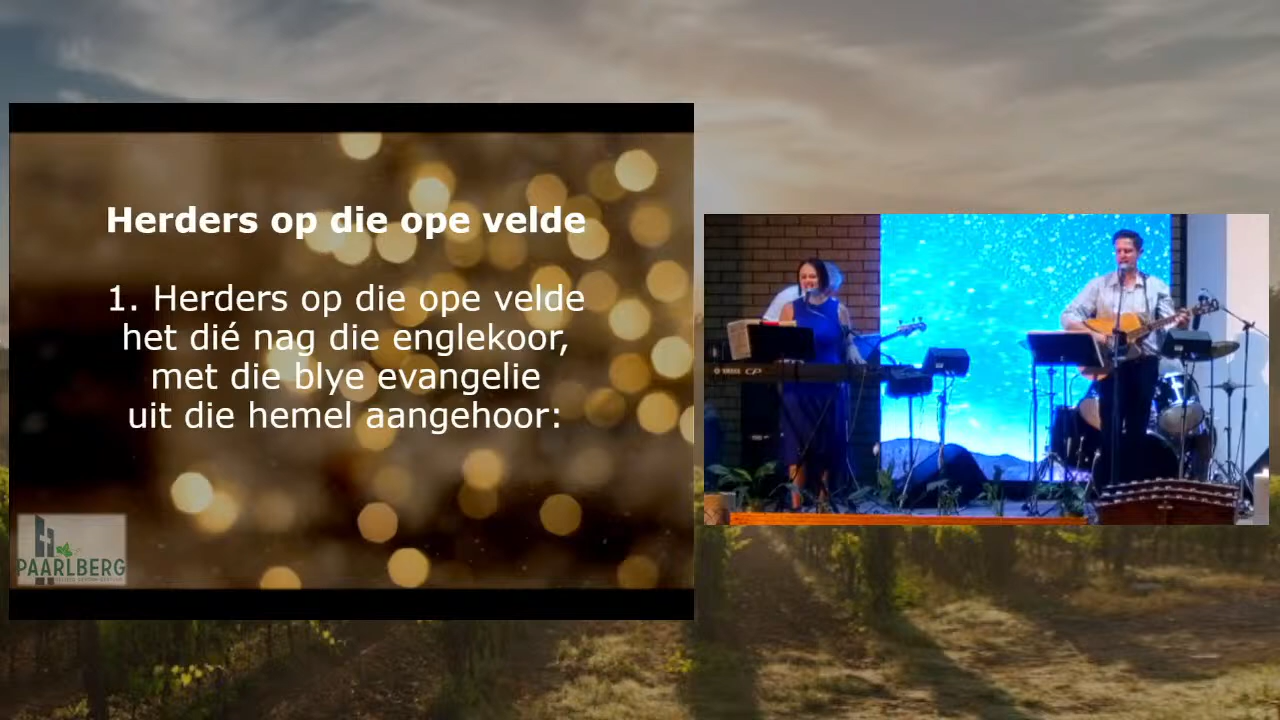 Herders op die ope velde
1. Herders op die ope velde
het dié nag die englekoor,
met die blye evangelie
uit die hemel aangehoor:
PAARLBERG
YAMAHA CP